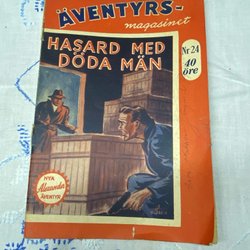 ÄVENTYRS-
magasinet
HASARD MED
DÖDA MÄN
Nr 24
40
öre
NYA
Alexander
ÄVENTYR